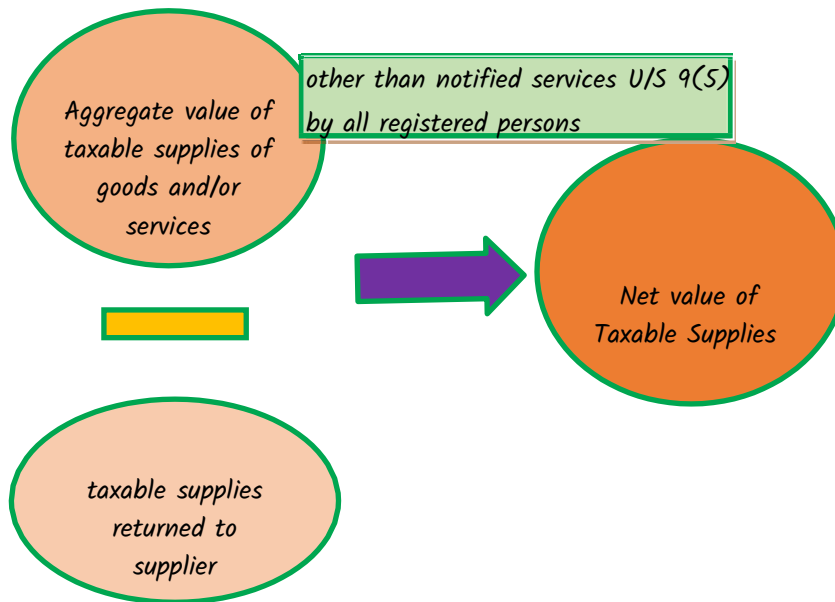 Aggregate value of
taxable supplies of
goods and/or
services
other than notified services U/S 9(5)
by all registered persons
Net value of
Taxable Supplies
taxable supplies
returned to
supplier